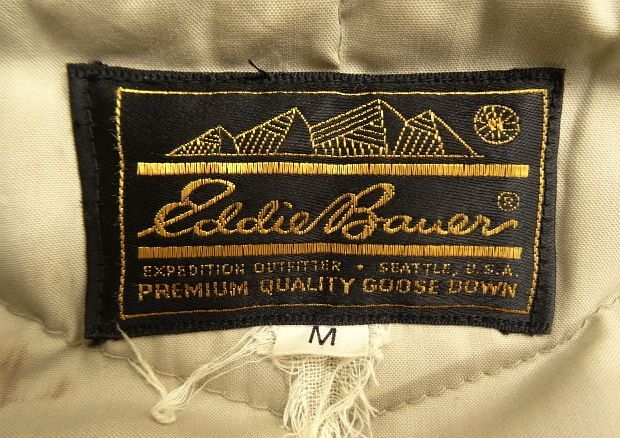 Eddie Bauer ®
EXPEDITION OUTFITTER • SEATTLE, U.S.A.
PREMIUM QUALITY GOOSE DOWN
M